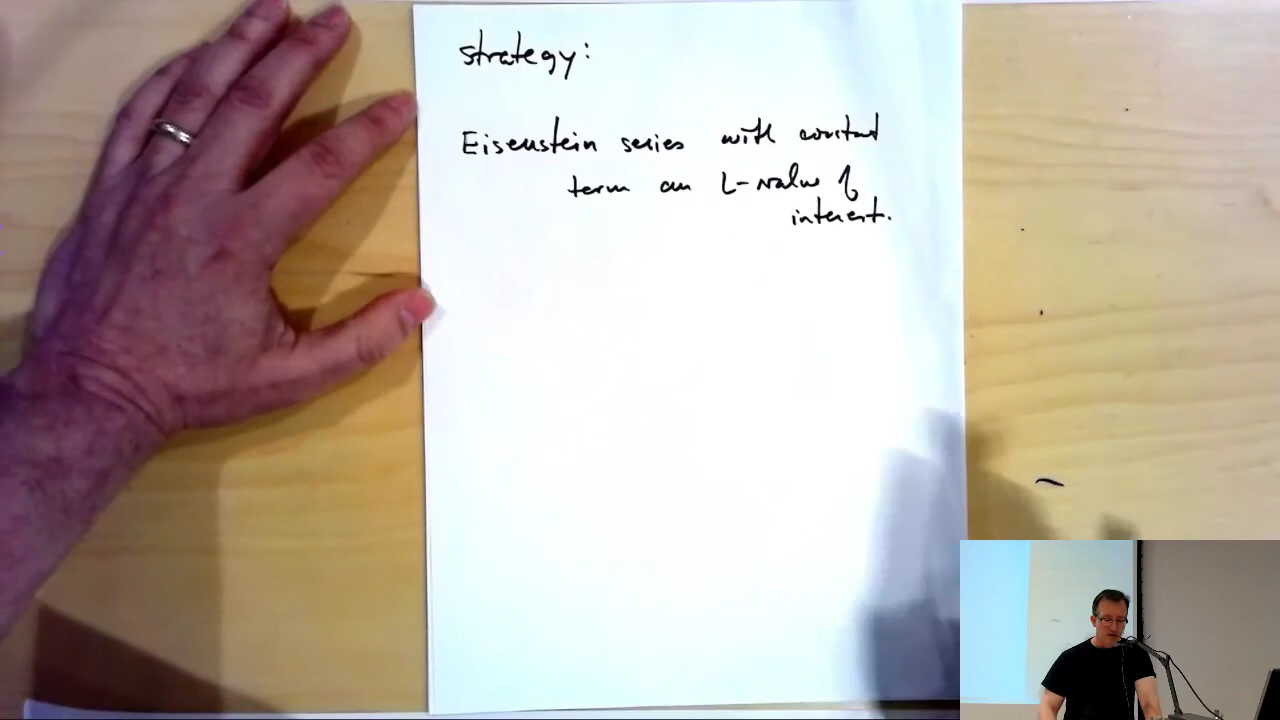 strategy:
Eisenstein series with constant
term an L-value of
interest.